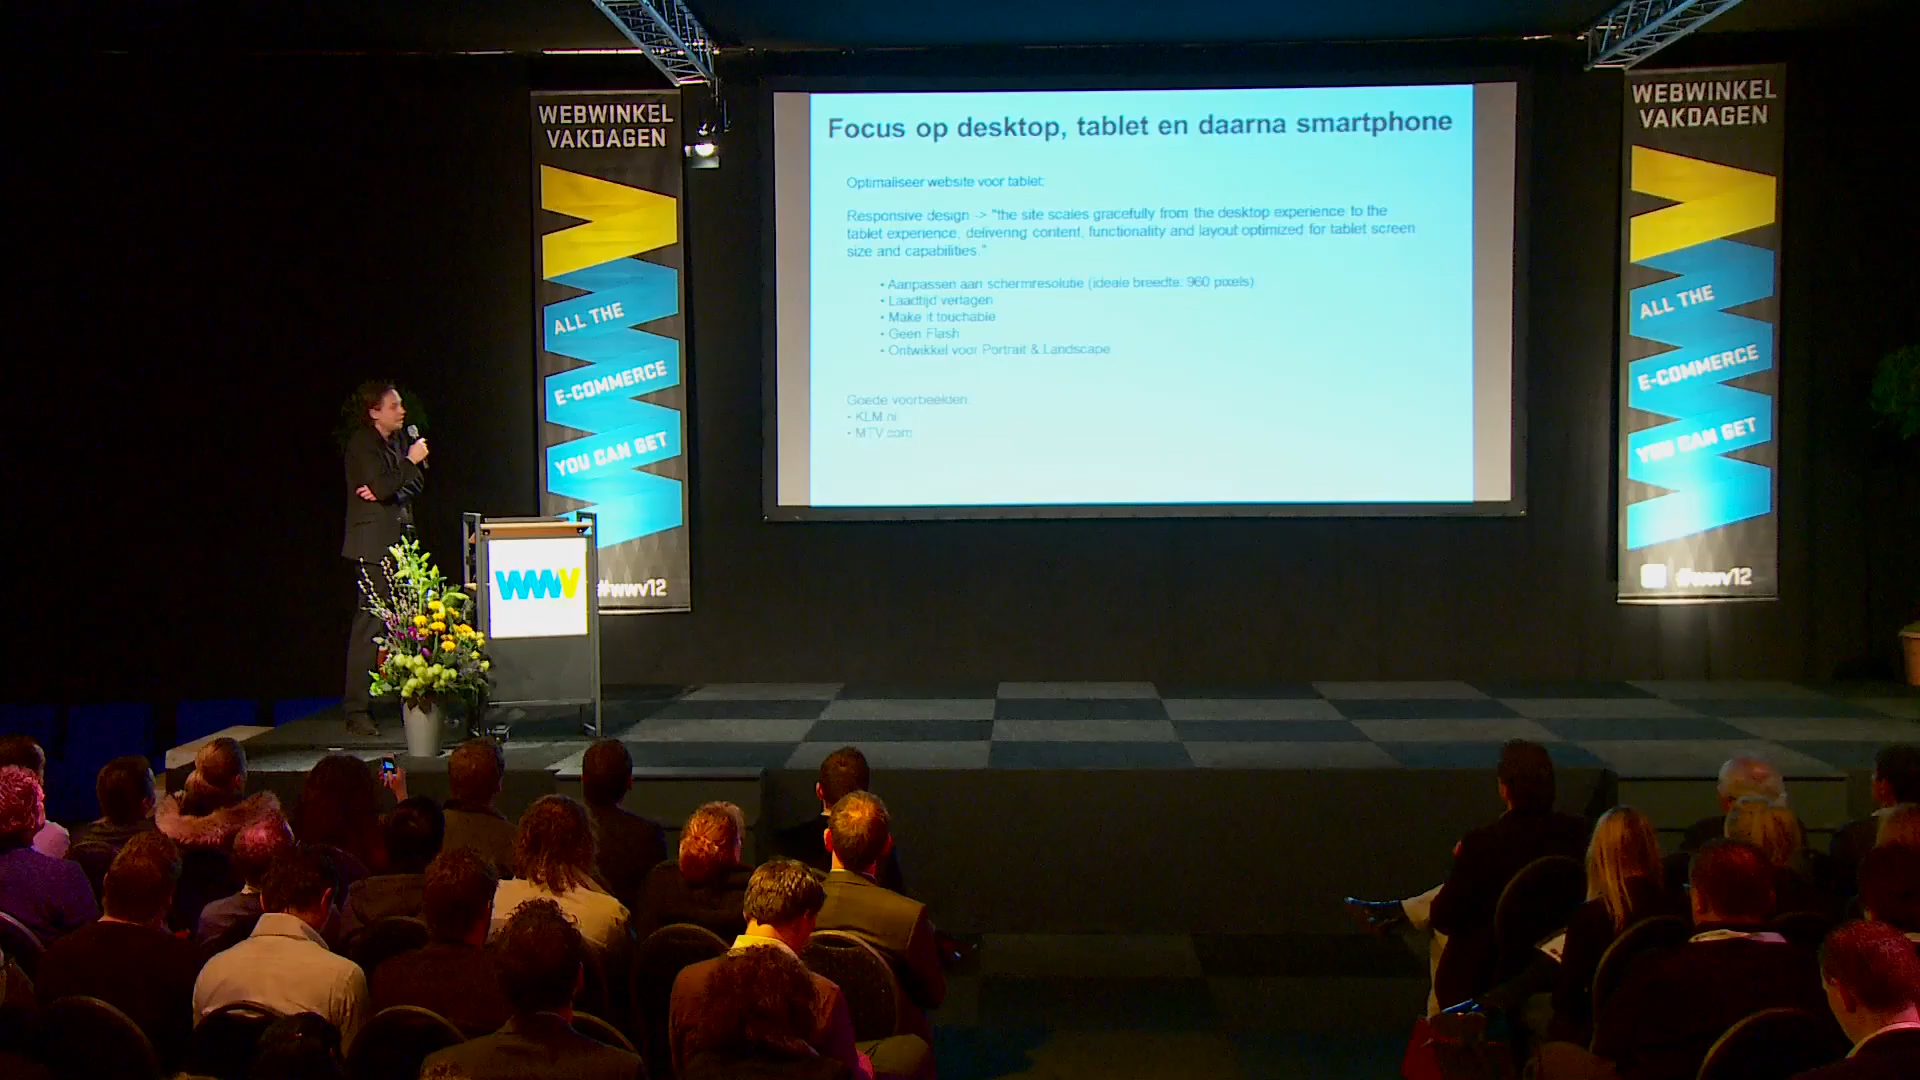 WEBWINKEL
VAKDAGEN
ALL THE
E-COMMERCE
YOU CAN GET
#wwv12
WWV
Focus op desktop, tablet en daarna smartphone
Optimaliseer website voor tablet:
Responsive design -> "the site scales gracefully from the desktop experience to the
tablet experience, delivering content, functionality and layout optimized for tablet screen
size and capabilities."
• Aanpassen aan schermresolutie (ideale breedte: 960 pixels)
• Laadtijd verlagen
• Make it touchable
• Geen Flash
• Ontwikkel voor Portrait & Landscape
Goede voorbeelden:
• KLM.nl
• MTV.com
WEBWINKEL
VAKDAGEN
ALL THE
E-COMMERCE
YOU CAN GET
#wwv12